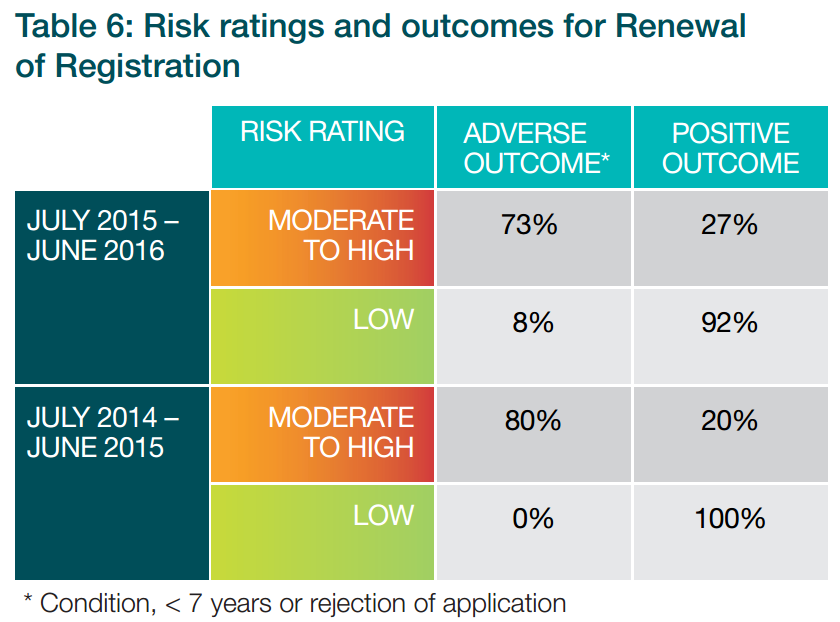 Table 6: Risk ratings and outcomes for Renewal
of Registration
RISK RATING
ADVERSE
OUTCOME*
POSITIVE
OUTCOME
JULY 2015 –
JUNE 2016
MODERATE
TO HIGH
73%
27%
LOW
8%
92%
JULY 2014 –
JUNE 2015
MODERATE
TO HIGH
80%
20%
LOW
0%
100%
* Condition, < 7 years or rejection of application